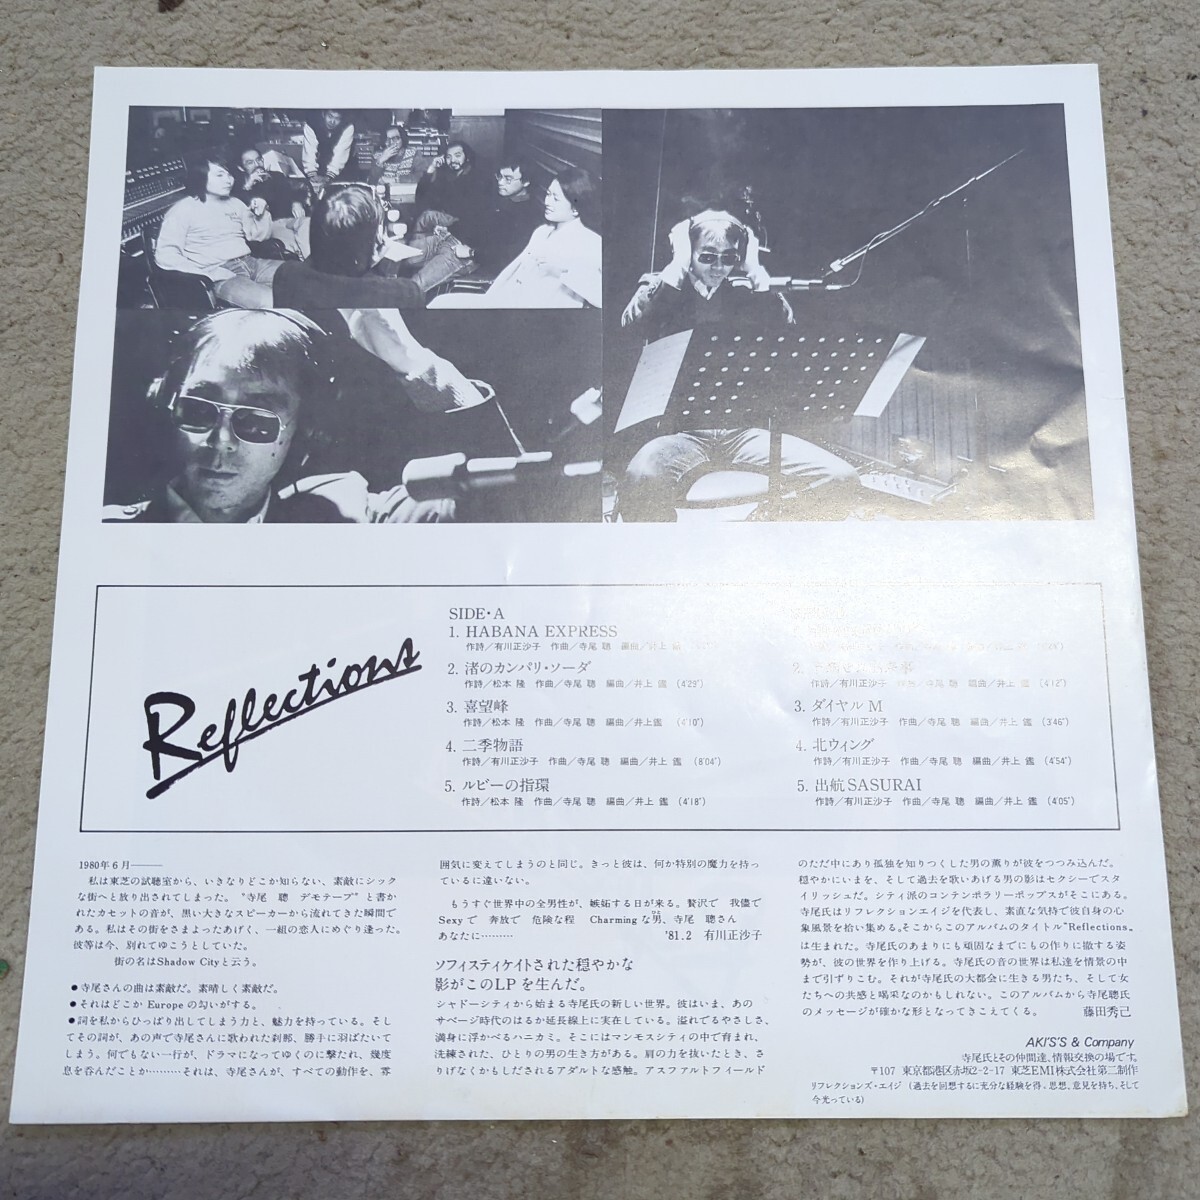 Reflections
SIDE・A
1. HABANA EXPRESS
作詩／有川正沙子 作曲／寺尾 聰 編曲／井上 鑑
2. 渚のカンパリ・ソーダ
作詩／松本 隆 作曲／寺尾 聰 編曲／井上 鑑 (4'29")
3. 喜望峰
作詩／松本 隆 作曲／寺尾 聰 編曲／井上 鑑 (4'10")
4. 二季物語
作詩／有川正沙子 作曲／寺尾 聰 編曲／井上 鑑 (8'04")
5. ルビーの指環
作詩／松本 隆 作曲／寺尾 聰 編曲／井上 鑑 (4'18")
2.
作詩／有川正沙子 作曲／寺尾 聰 編曲／井上 鑑 (4'12")
3. ダイヤル M
作詩／有川正沙子 作曲／寺尾 聰 編曲／井上 鑑 (3'46")
4. 北ウィング
作詩／有川正沙子 作曲／寺尾 聰 編曲／井上 鑑 (4'54")
5. 出航 SASURAI
作詩／有川正沙子 作曲／寺尾 聰 編曲／井上 鑑 (4'05")
1980年6月───
私は東芝の試聴室から、いきなりどこか知らない、素敵にシック
な街へと放り出されてしまった。〝寺尾 聰 デモテープ〟と書か
れたカセットの音が、黒い大きなスピーカーから流れてきた瞬間で
ある。私はその街をさまよったあげく、一組の恋人にめぐり逢った。
彼等は今、別れてゆこうとしていた。
街の名はShadow Cityと云う。
●寺尾さんの曲は素敵だ。素晴しく素敵だ。
●それはどこか Europe の匂いがする。
●詞を私からひっぱり出してしまう力と、魅力を持っている。そし
てその詞が、あの声で寺尾さんに歌われた刹那、勝手に羽ばたいて
しまう。何でもない一行が、ドラマになってゆくのに撃たれ、幾度
息を呑んだことか………それは、寺尾さんが、すべての動作を、雰
囲気に変えてしまうのと同じ。きっと彼は、何か特別の魔力を持っ
ているに違いない。
もうすぐ世界中の全男性が、嫉妬する日が来る。贅沢で 我儘で
Sexyで 奔放で 危険な程 Charmingな男、寺尾 聰さん
ひと
あなたに……… '81.2 有川正沙子
ソフィスティケイトされた穏やかな
影がこのLPを生んだ。
シャドーシティから始まる寺尾氏の新しい世界。彼はいま、あの
サベージ時代のはるか延長線上に実在している。溢れでるやさしさ、
満身に浮かべるハニカミ。そこにはマンモスシティの中で育まれ、
洗練された、ひとりの男の生き方がある。肩の力を抜いたとき、さ
りげなくかもしだされるアダルトな感触。アスファルトフィールド
のただ中にあり孤独を知りつくした男の薫りが彼をつつみ込んだ。
穏やかにいまを、そして過去を歌いあげる男の影はセクシーでスタ
イリッシュだ。シティ派のコンテンポラリーポップスがそこにある。
寺尾氏はリフレクションエイジを代表し、素直な気持で彼自身の心
象風景を拾い集める。そこからこのアルバムのタイトル〝Reflections〟
は生まれた。寺尾氏のあまりにも頑固なまでにもの作りに徹する姿
勢が、彼の世界を作り上げる。寺尾氏の音の世界は私達を情景の中
まで引ずりこむ。それが寺尾氏の大都会に生きる男たち、そして女
たちへの共感と喝采なのかもしれない。このアルバムから寺尾聰氏
のメッセージが確かな形となってきこえてくる。 藤田秀己
AKI'S'S & Company
寺尾氏とその仲間達、情報交換の場です。
〒107 東京都港区赤坂2-2-17 東芝EMI株式会社第二制作
リフレクションズ・エイジ (過去を回想するに充分な経験を得、思想、意見を持ち、そして
今光っている)